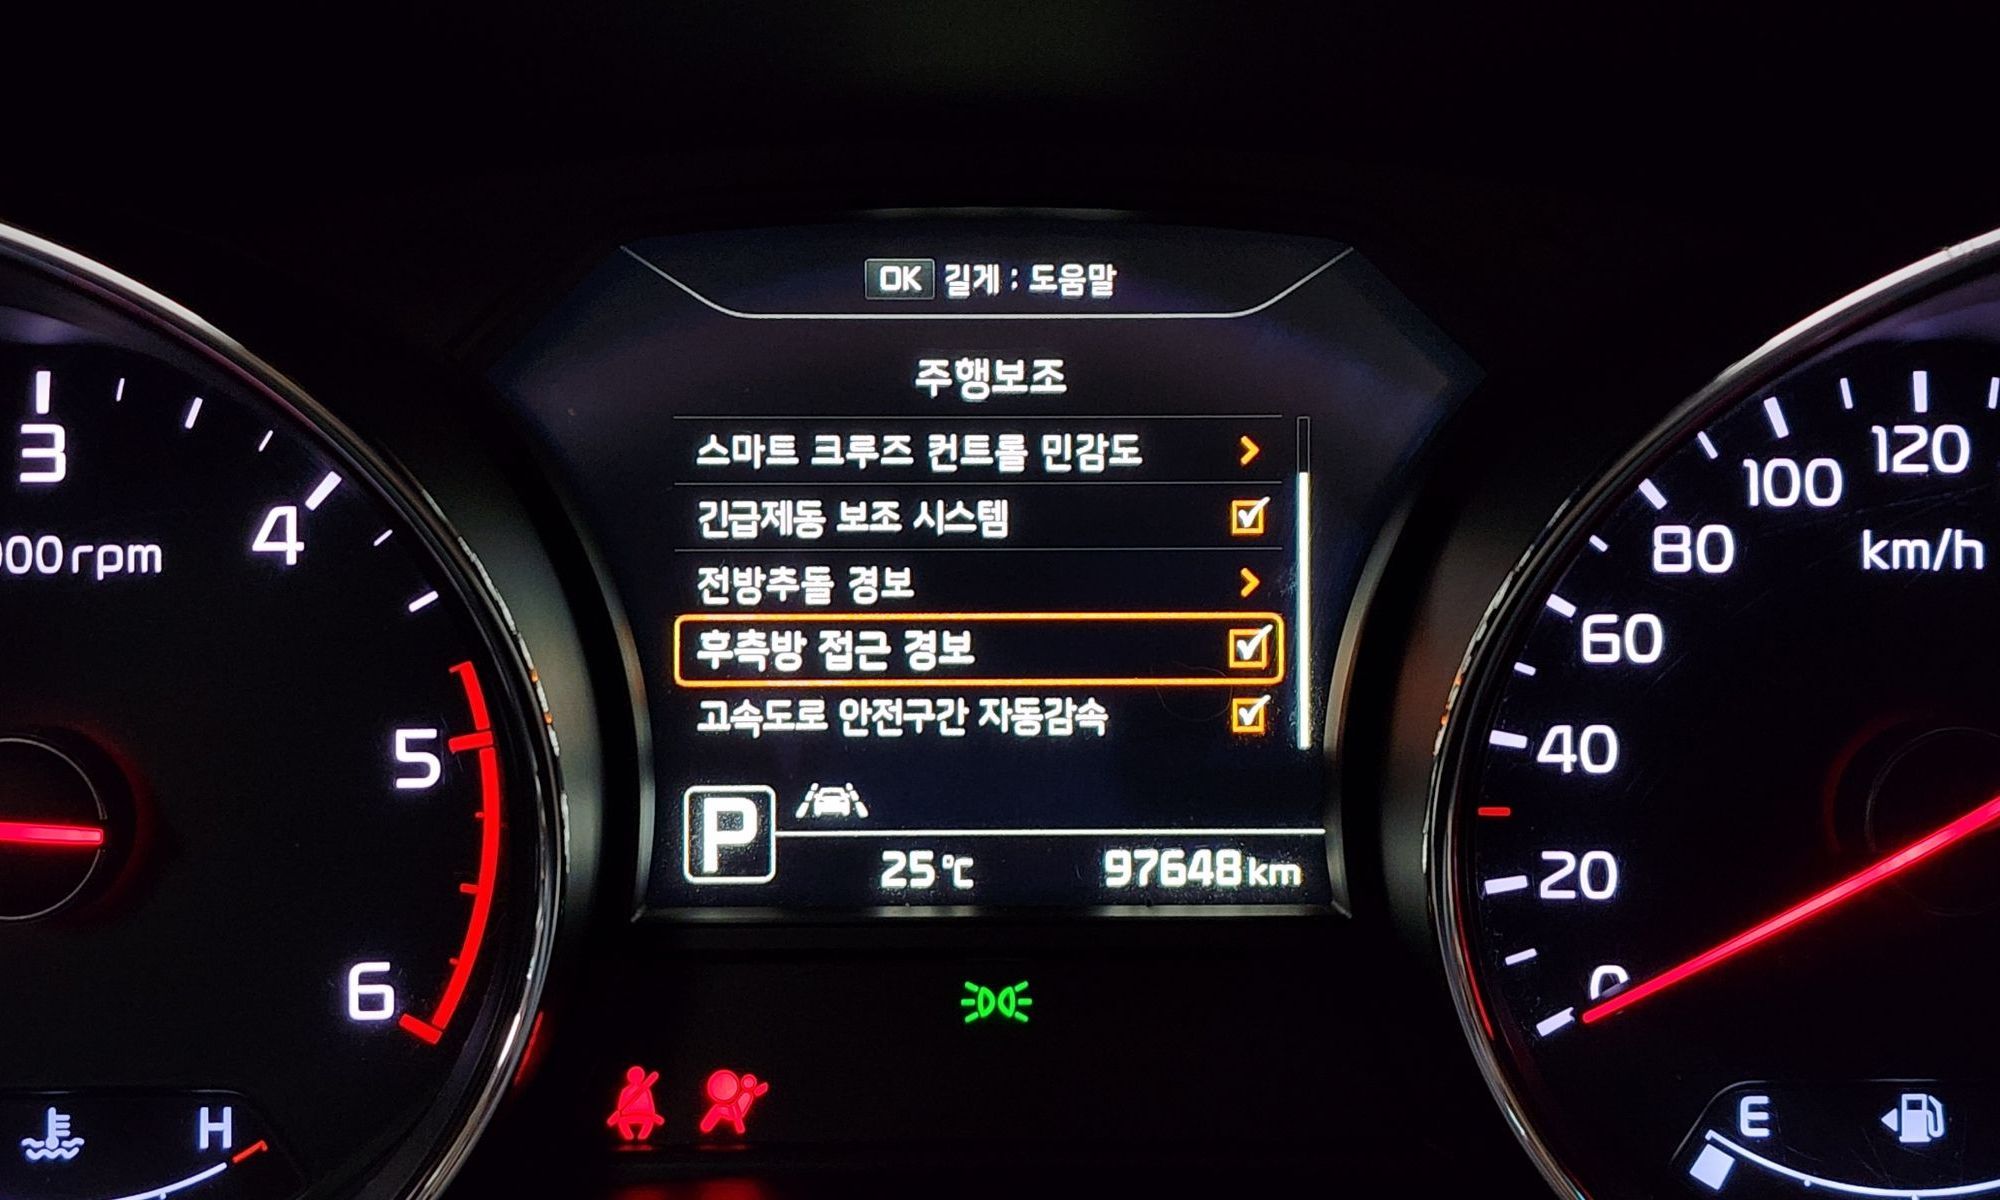 OK 길게 : 도움말
주행보조
스마트 크루즈 컨트롤 민감도
긴급제동 보조 시스템
전방추돌 경보
후측방 접근 경보
고속도로 안전구간 자동감속
P
25℃ 97648 km
3
4
000rpm
5
6
H
120
100
80
km/h
60
40
20
0
E